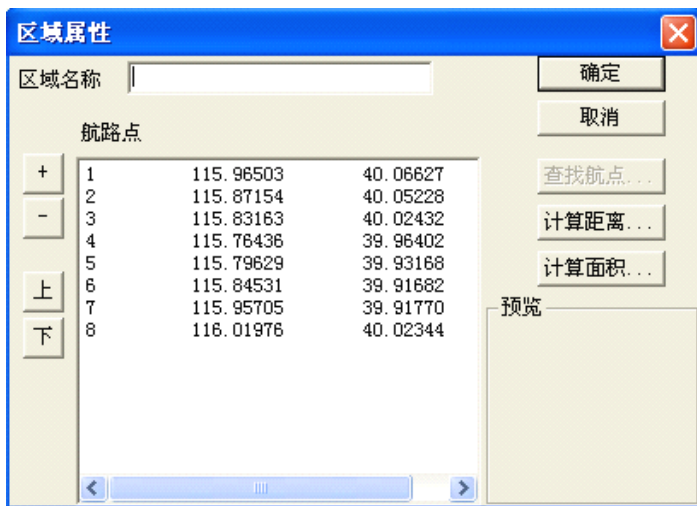 区域属性
区域名称
确定
取消
航路点
+
-
上
下
1 115.96503 40.06627
2 115.87154 40.05228
3 115.83163 40.02432
4 115.76436 39.96402
5 115.79629 39.93168
6 115.84531 39.91682
7 115.95705 39.91770
8 116.01976 40.02344
查找航点...
计算距离...
计算面积...
预览